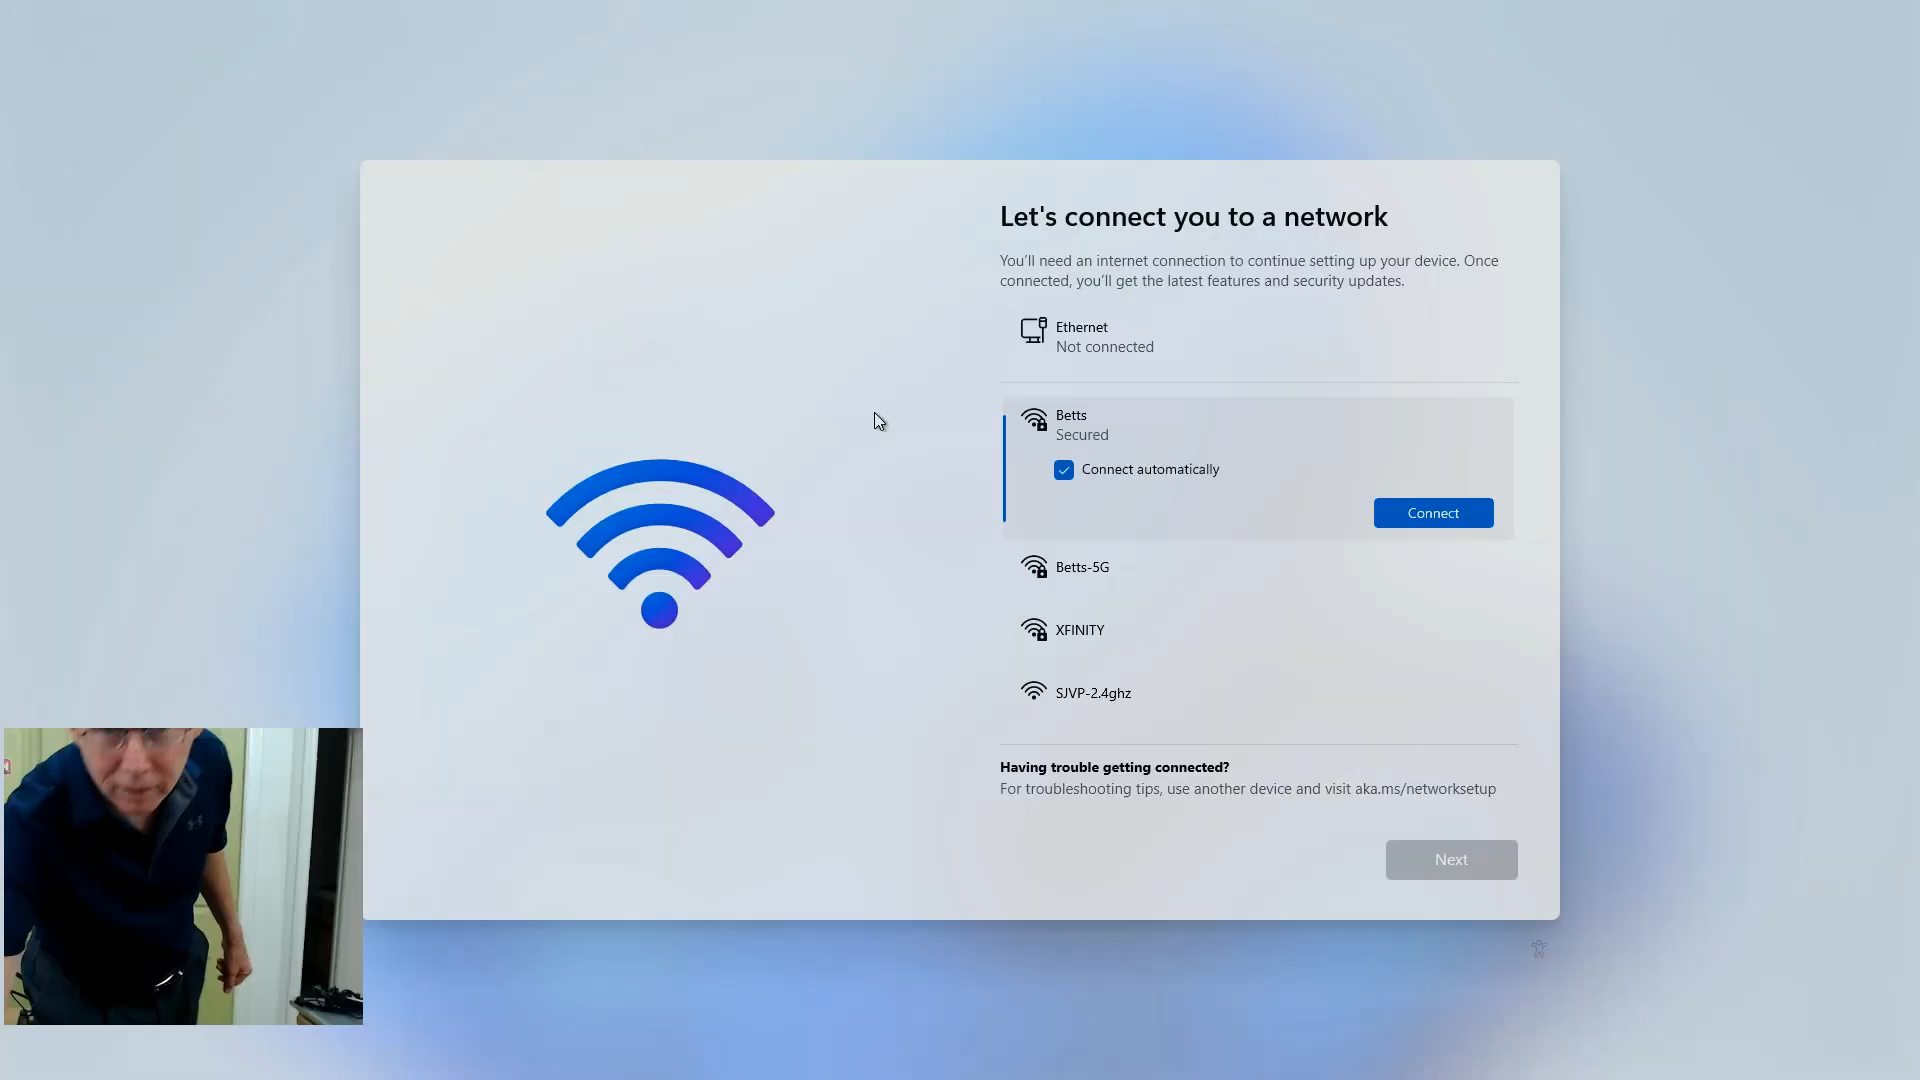 Let's connect you to a network
You'll need an internet connection to continue setting up your device. Once
connected, you'll get the latest features and security updates.
Ethernet
Not connected
Betts
Secured
Connect automatically
Connect
Betts-5G
XFINITY
SJVP-2.4ghz
Having trouble getting connected?
For troubleshooting tips, use another device and visit aka.ms/networksetup
Next